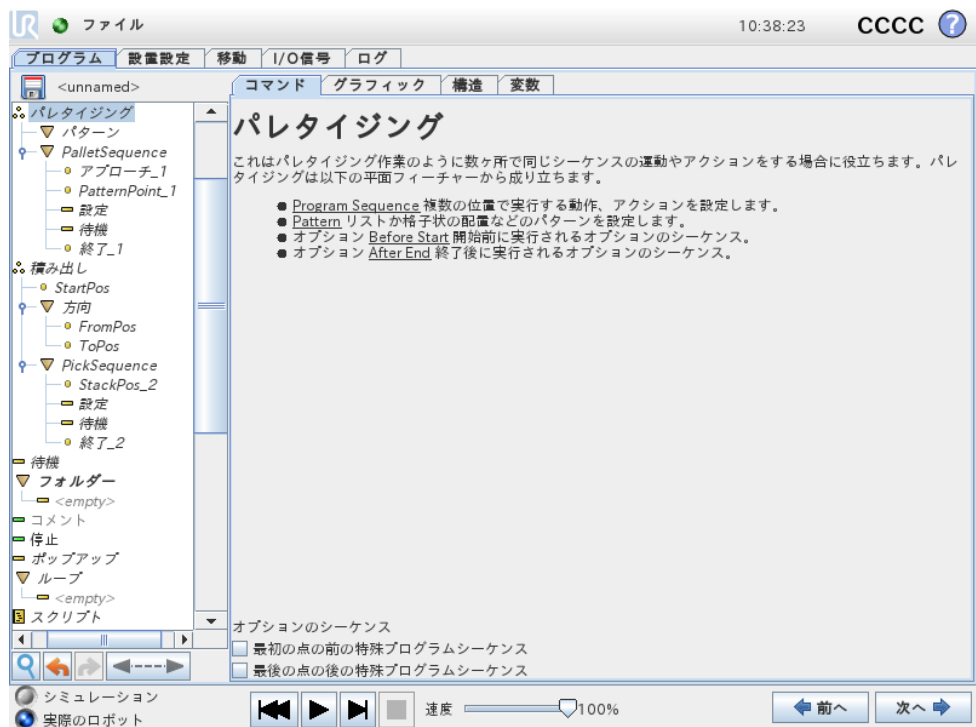 UR ファイル 10:38:23 CCCC ?
プログラム 設置設定 移動 I/O信号 ログ
<unnamed>
コマンド グラフィック 構造 変数
パレタイジング
パターン
PalletSequence
アプローチ_1
PatternPoint_1
設定
待機
終了_1
積み出し
StartPos
方向
FromPos
ToPos
PickSequence
StackPos_2
設定
待機
終了_2
待機
フォルダー
<empty>
コメント
停止
ポップアップ
ループ
<empty>
スクリプト
パレタイジング
これはパレタイジング作業のように数ヶ所で同じシーケンスの運動やアクションをする場合に役立ちます。パレ
タイジングは以下の平面フィーチャーから成り立ちます。
● Program Sequence 複数の位置で実行する動作、アクションを設定します。
● Pattern リストか格子状の配置などのパターンを設定します。
● オプション Before Start 開始前に実行されるオプションのシーケンス。
● オプション After End 終了後に実行されるオプションのシーケンス。
オプションのシーケンス
最初の点の前の特殊プログラムシーケンス
最後の点の後の特殊プログラムシーケンス
シミュレーション
実際のロボット
速度 100%
前へ 次へ